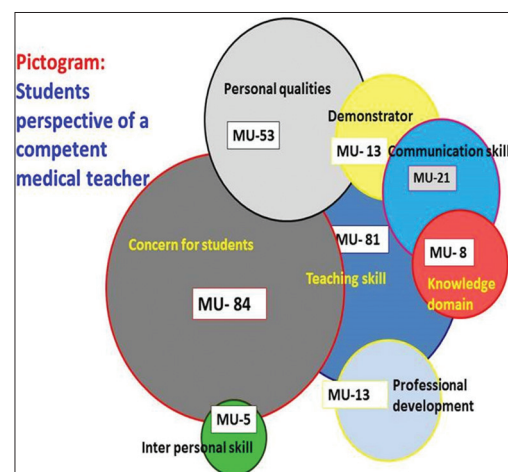 Pictogram:
Students
perspective of a
competent
medical teacher
Personal qualities
MU-53
Demonstrator
MU- 13
Communication skill
MU-21
MU- 81
Teaching skill
MU- 8
Knowledge
domain
Concern for students
MU- 84
MU-13
Professional
development
MU-5
Inter personal skill